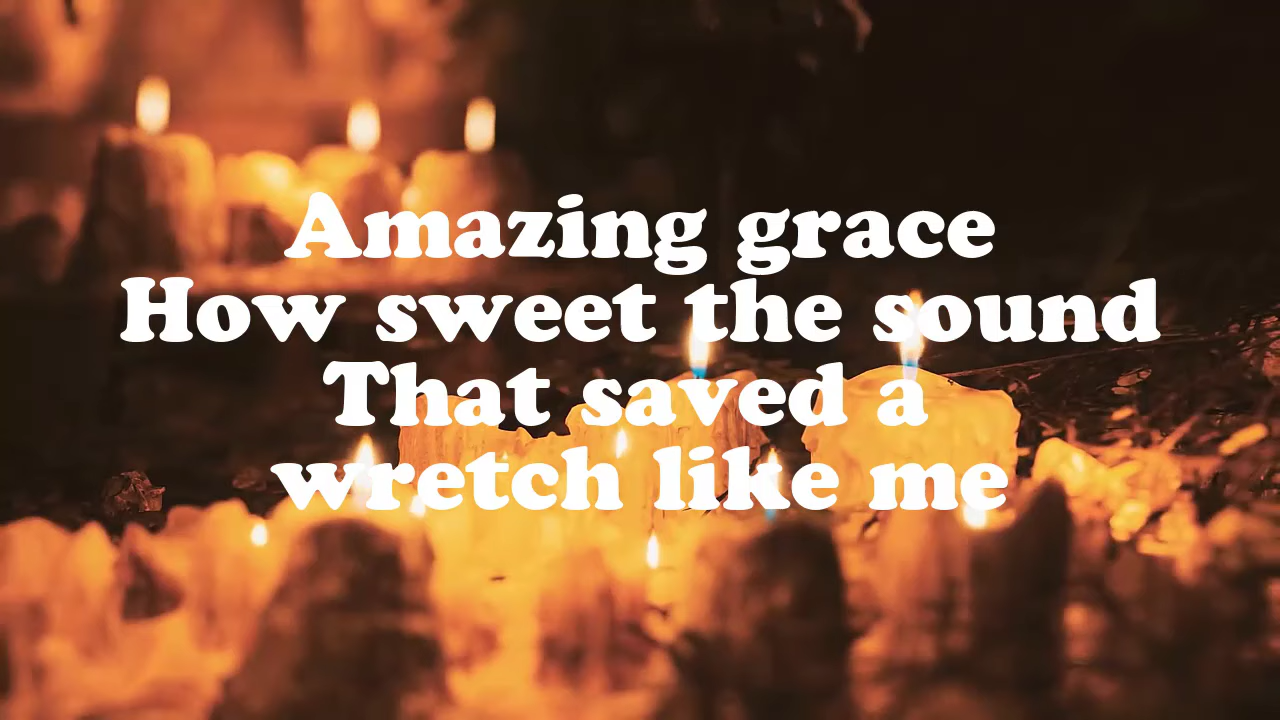 Amazing grace
How sweet the sound
That saved a
wretch like me